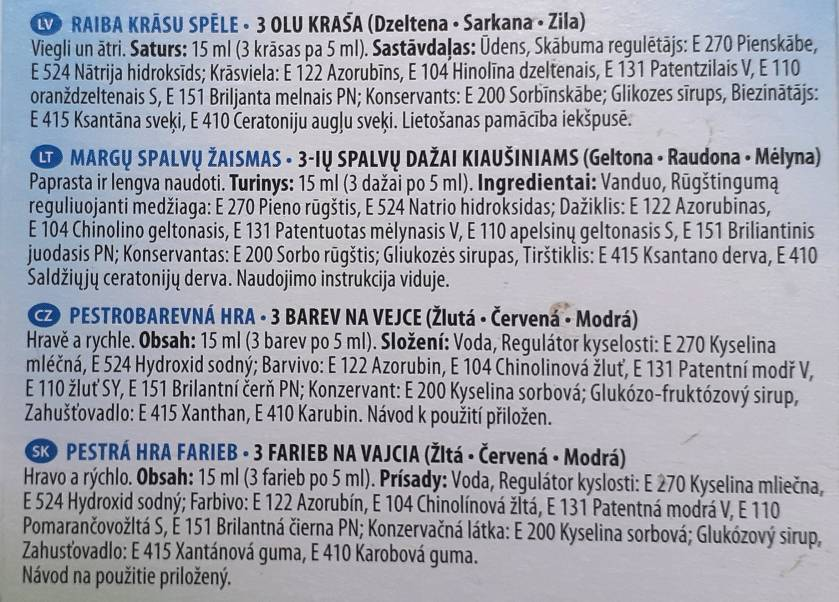 LV RAIBA KRĀSU SPĒLE • 3 OLU KRAŠA (Dzeltena • Sarkana • Zila)
Viegli un ātri. Saturs: 15 ml (3 krāsas pa 5 ml). Sastāvdaļas: Ūdens, Skābuma regulētājs: E 270 Pienskābe,
E 524 Nātrija hidroksīds; Krāsviela: E 122 Azorubīns, E 104 Hinolīna dzeltenais, E 131 Patentzilais V, E 110
oranždzeltenais S, E 151 Briljanta melnais PN; Konservants: E 200 Sorbīnskābe; Glikozes sīrups, Biezinātājs:
E 415 Ksantāna sveķi, E 410 Ceratoniju augļu sveķi. Lietošanas pamācība iekšpusē.
LT MARGŲ SPALVŲ ŽAISMAS • 3-IŲ SPALVŲ DAŽAI KIAUŠINIAMS (Geltona • Raudona • Mėlyna)
Paprasta ir lengva naudoti. Turinys: 15 ml (3 dažai po 5 ml). Ingredientai: Vanduo, Rūgštingumą
reguliuojanti medžiaga: E 270 Pieno rūgštis, E 524 Natrio hidroksidas; Dažiklis: E 122 Azorubinas,
E 104 Chinolino geltonasis, E 131 Patentuotas mėlynasis V, E 110 apelsinų geltonasis S, E 151 Briliantinis
juodasis PN; Konservantas: E 200 Sorbo rūgštis; Gliukozės sirupas, Tirštiklis: E 415 Ksantano derva, E 410
Saldžiųjų ceratonijų derva. Naudojimo instrukcija viduje.
CZ PESTROBAREVNÁ HRA • 3 BAREV NA VEJCE (Žlutá • Červená • Modrá)
Hravě a rychle. Obsah: 15 ml (3 barev po 5 ml). Složení: Voda, Regulátor kyselosti: E 270 Kyselina
mléčná, E 524 Hydroxid sodný; Barvivo: E 122 Azorubin, E 104 Chinolinová žluť, E 131 Patentní modř V,
E 110 žluť SY, E 151 Brilantní čerň PN; Konzervant: E 200 Kyselina sorbová; Glukózo-fruktózový sirup,
Zahušťovadlo: E 415 Xanthan, E 410 Karubin. Návod k použití přiložen.
SK PESTRÁ HRA FARIEB • 3 FARIEB NA VAJCIA (Žltá • Červená • Modrá)
Hravo a rýchlo. Obsah: 15 ml (3 farieb po 5 ml). Prísady: Voda, Regulátor kyslosti: E 270 Kyselina mliečna,
E 524 Hydroxid sodný; Farbivo: E 122 Azorubín, E 104 Chinolínová žltá, E 131 Patentná modrá V, E 110
Pomarančovožltá S, E 151 Brilantná čierna PN; Konzervačná látka: E 200 Kyselina sorbová; Glukózový sirup,
Zahusťovadlo: E 415 Xantánová guma, E 410 Karobová guma.
Návod na použitie priložený.